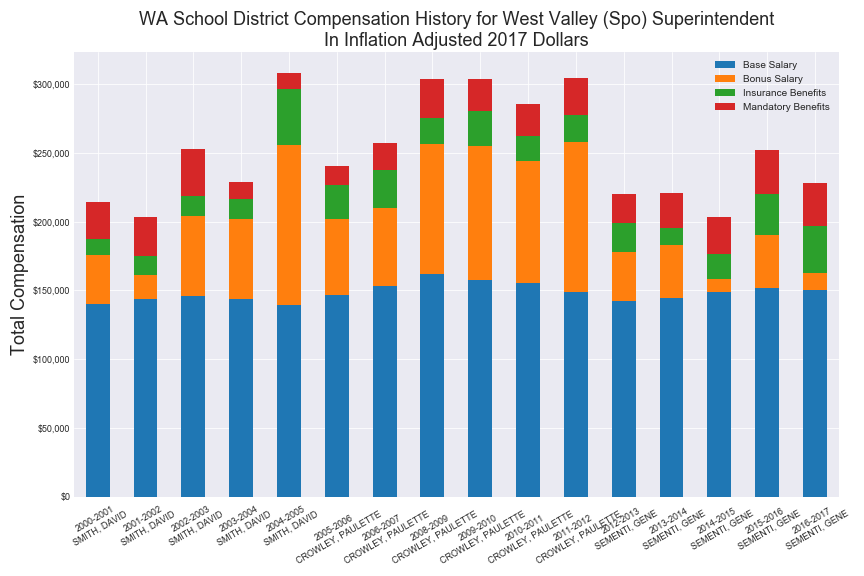 WA School District Compensation History for West Valley (Spo) Superintendent
In Inflation Adjusted 2017 Dollars
Base Salary
Bonus Salary
Insurance Benefits
Mandatory Benefits
Total Compensation
$300,000
$250,000
$200,000
$150,000
$100,000
$50,000
$0
2000-2001
SMITH, DAVID
2001-2002
SMITH, DAVID
2002-2003
SMITH, DAVID
2003-2004
SMITH, DAVID
2004-2005
SMITH, DAVID
2005-2006
CROWLEY, PAULETTE
2006-2007
CROWLEY, PAULETTE
2008-2009
CROWLEY, PAULETTE
2009-2010
CROWLEY, PAULETTE
2010-2011
CROWLEY, PAULETTE
2011-2012
CROWLEY, PAULETTE
2012-2013
SEMENTI, GENE
2013-2014
SEMENTI, GENE
2014-2015
SEMENTI, GENE
2015-2016
SEMENTI, GENE
2016-2017
SEMENTI, GENE